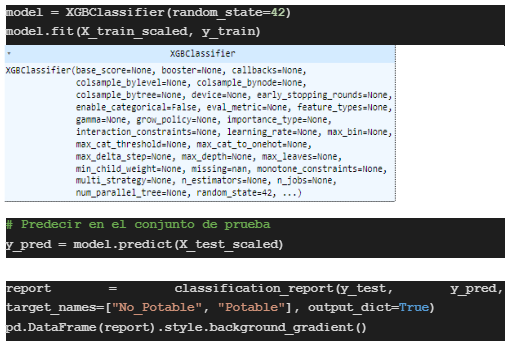 model = XGBClassifier(random_state=42)
model.fit(X_train_scaled, y_train)
XGBClassifier
XGBClassifier(base_score=None, booster=None, callbacks=None,
colsample_bylevel=None, colsample_bynode=None,
colsample_bytree=None, device=None, early_stopping_rounds=None,
enable_categorical=False, eval_metric=None, feature_types=None,
gamma=None, grow_policy=None, importance_type=None,
interaction_constraints=None, learning_rate=None, max_bin=None,
max_cat_threshold=None, max_cat_to_onehot=None,
max_delta_step=None, max_depth=None, max_leaves=None,
min_child_weight=None, missing=nan, monotone_constraints=None,
multi_strategy=None, n_estimators=None, n_jobs=None,
num_parallel_tree=None, random_state=42, ...)
# Predecir en el conjunto de prueba
y_pred = model.predict(X_test_scaled)
report = classification_report(y_test, y_pred,
target_names=["No_Potable", "Potable"], output_dict=True)
pd.DataFrame(report).style.background_gradient()